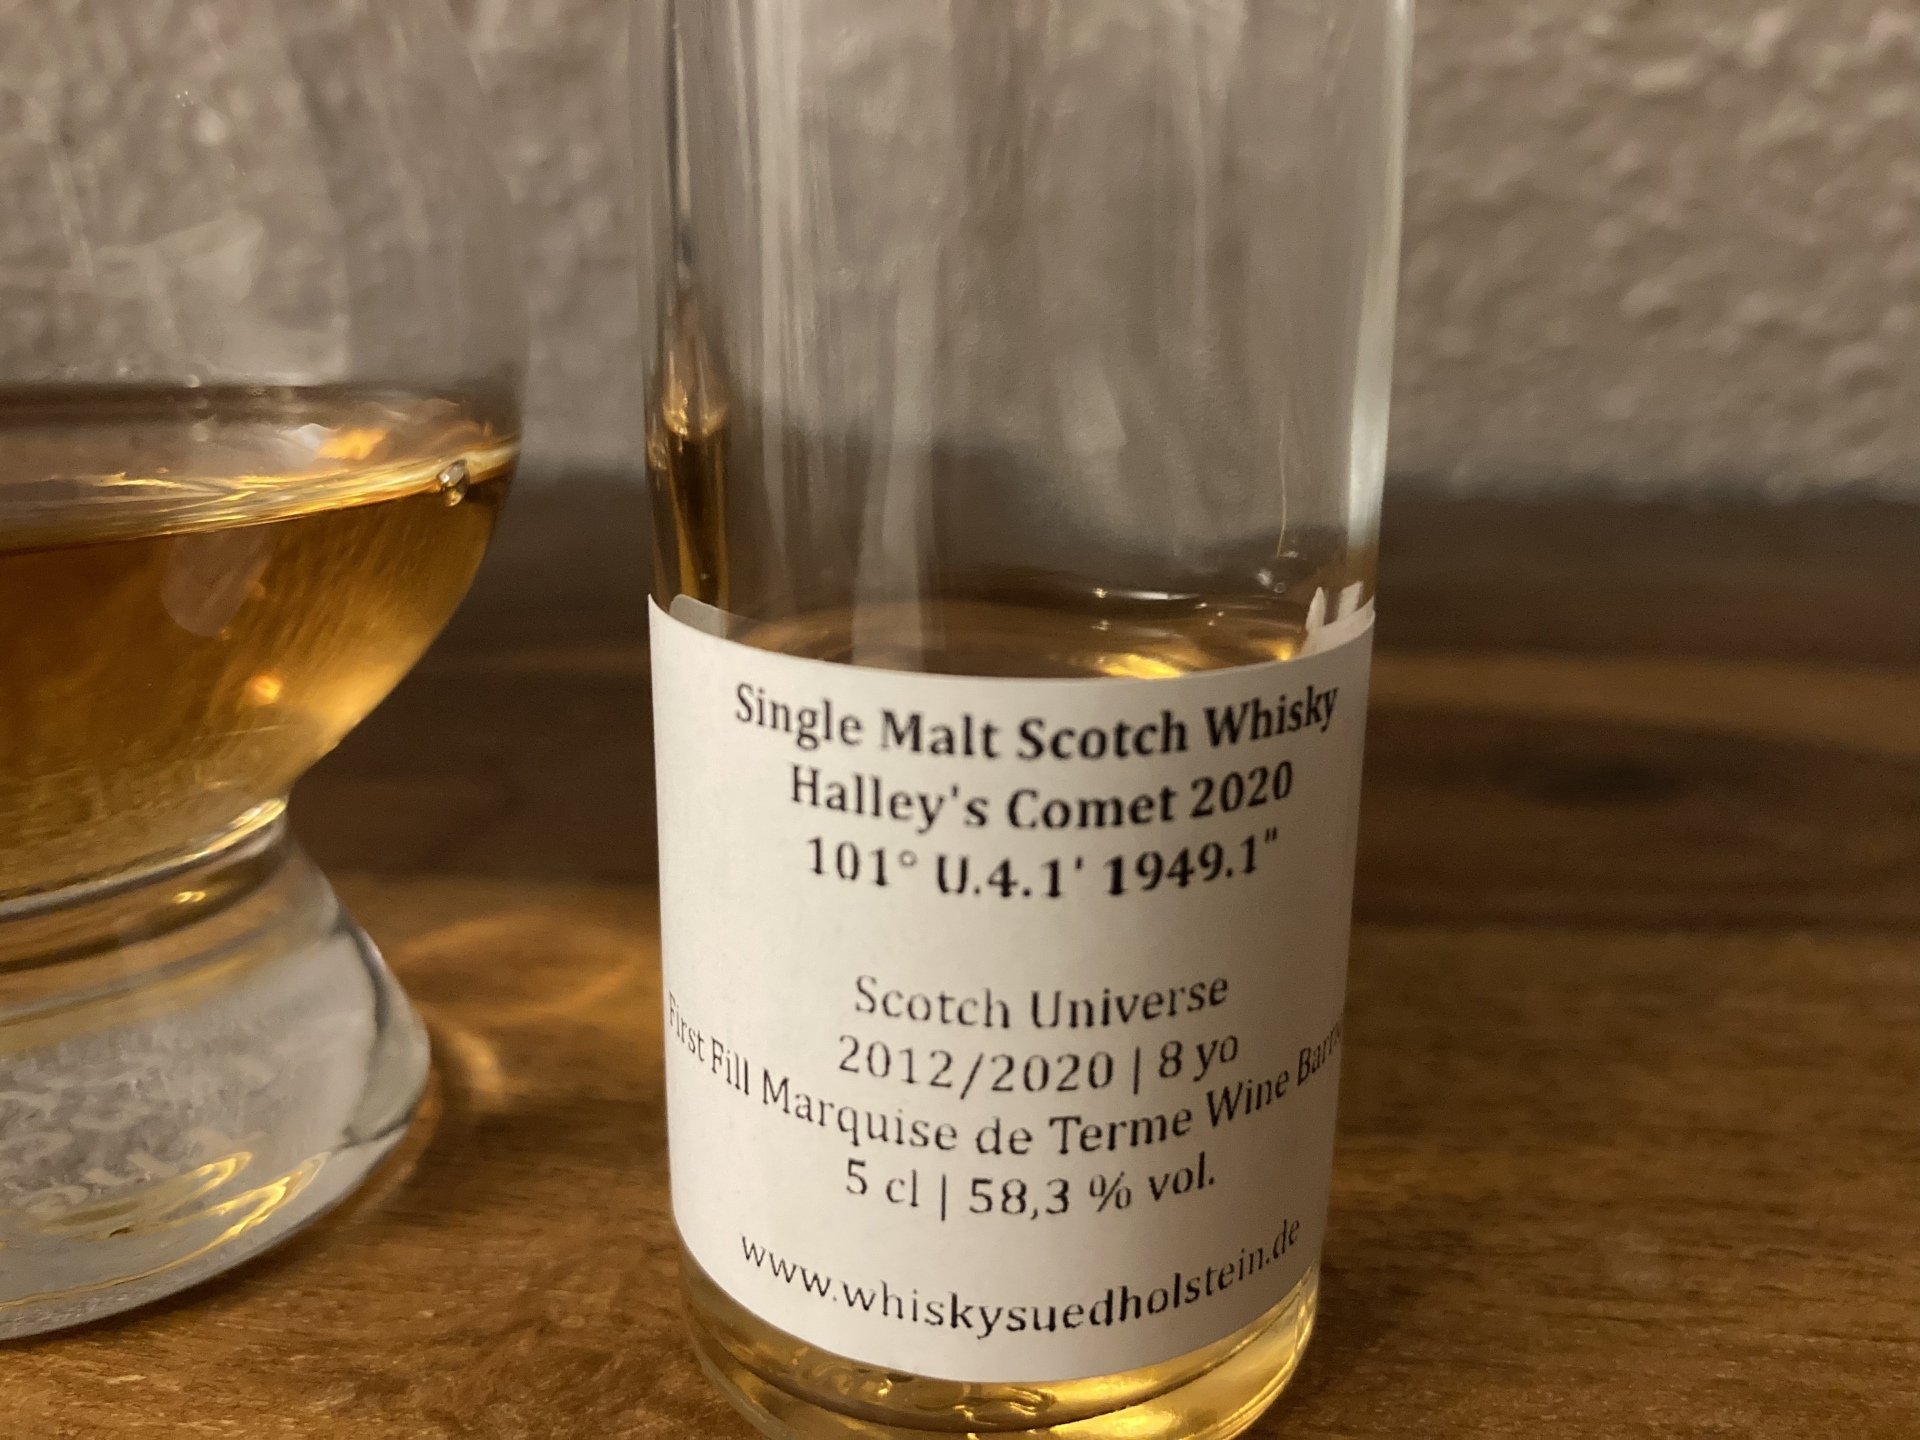 Single Malt Scotch Whisky
Halley's Comet 2020
101° U.4.1' 1949.1"
Scotch Universe
2012/2020 | 8 yo
First Fill Marquise de Terme Wine
5 cl | 58,3 % vol.
www.whiskysuedholstein.de